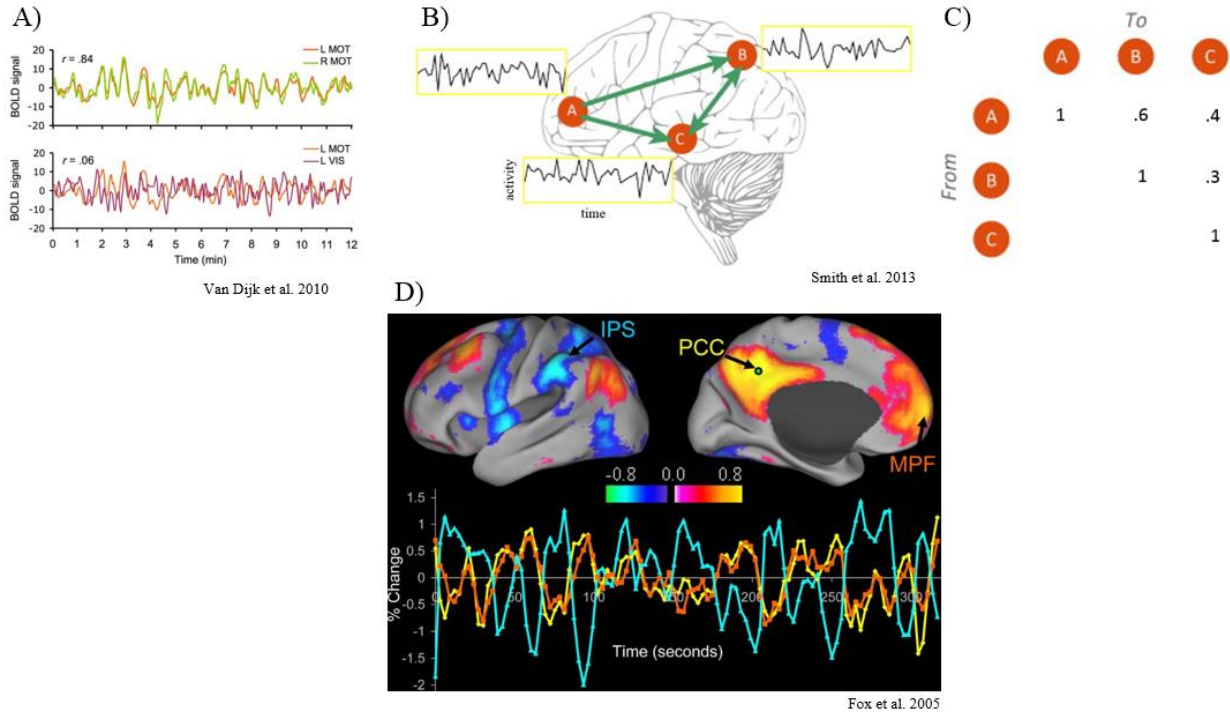 A)
BOLD signal
20
10
0
-10
-20
r = .84
L MOT
R MOT
BOLD signal
20
10
0
-10
-20
r = .06
L MOT
L VIS
0 1 2 3 4 5 6 7 8 9 10 11 12
Time (min)
Van Dijk et al. 2010
B)
A
B
C
activity
time
Smith et al. 2013
C)
To
A B C
From
A 1 .6 .4
B 1 .3
C 1
D)
IPS
PCC
MPF
-0.8 0.0 0.8
% Change
1.5
1
0.5
0
-0.5
-1
-1.5
-2
0 50 100 150 200 250 300
Time (seconds)
Fox et al. 2005